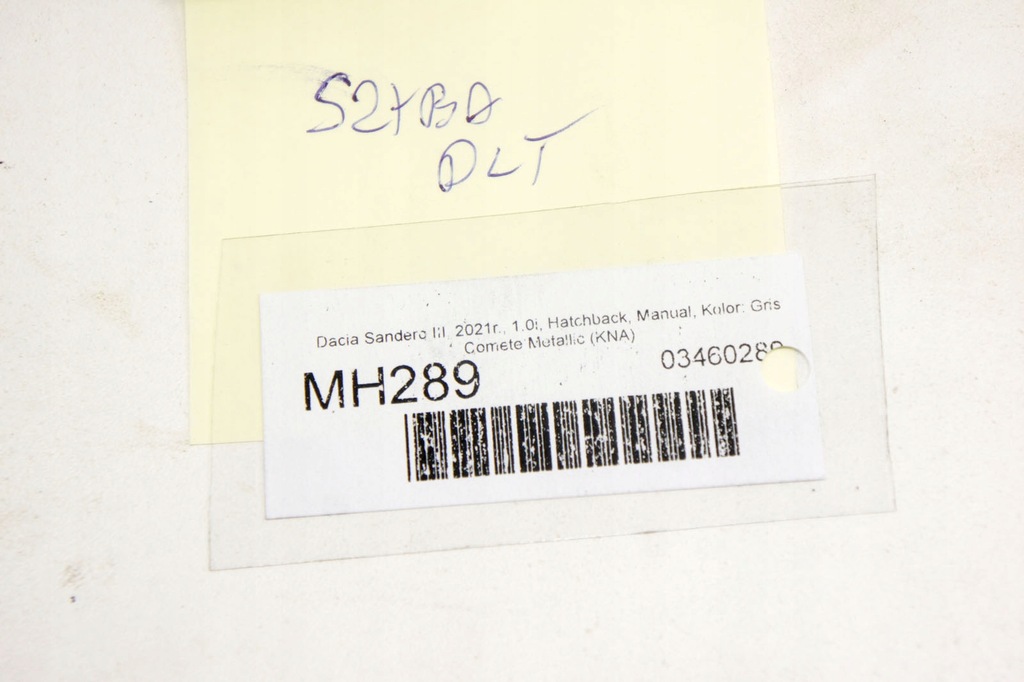 SZYBA
DLT
Dacia Sandero III, 2021r., 1.0i, Hatchback, Manual, Kolor: Gris
Comete Metallic (KNA)
03460289
MH289